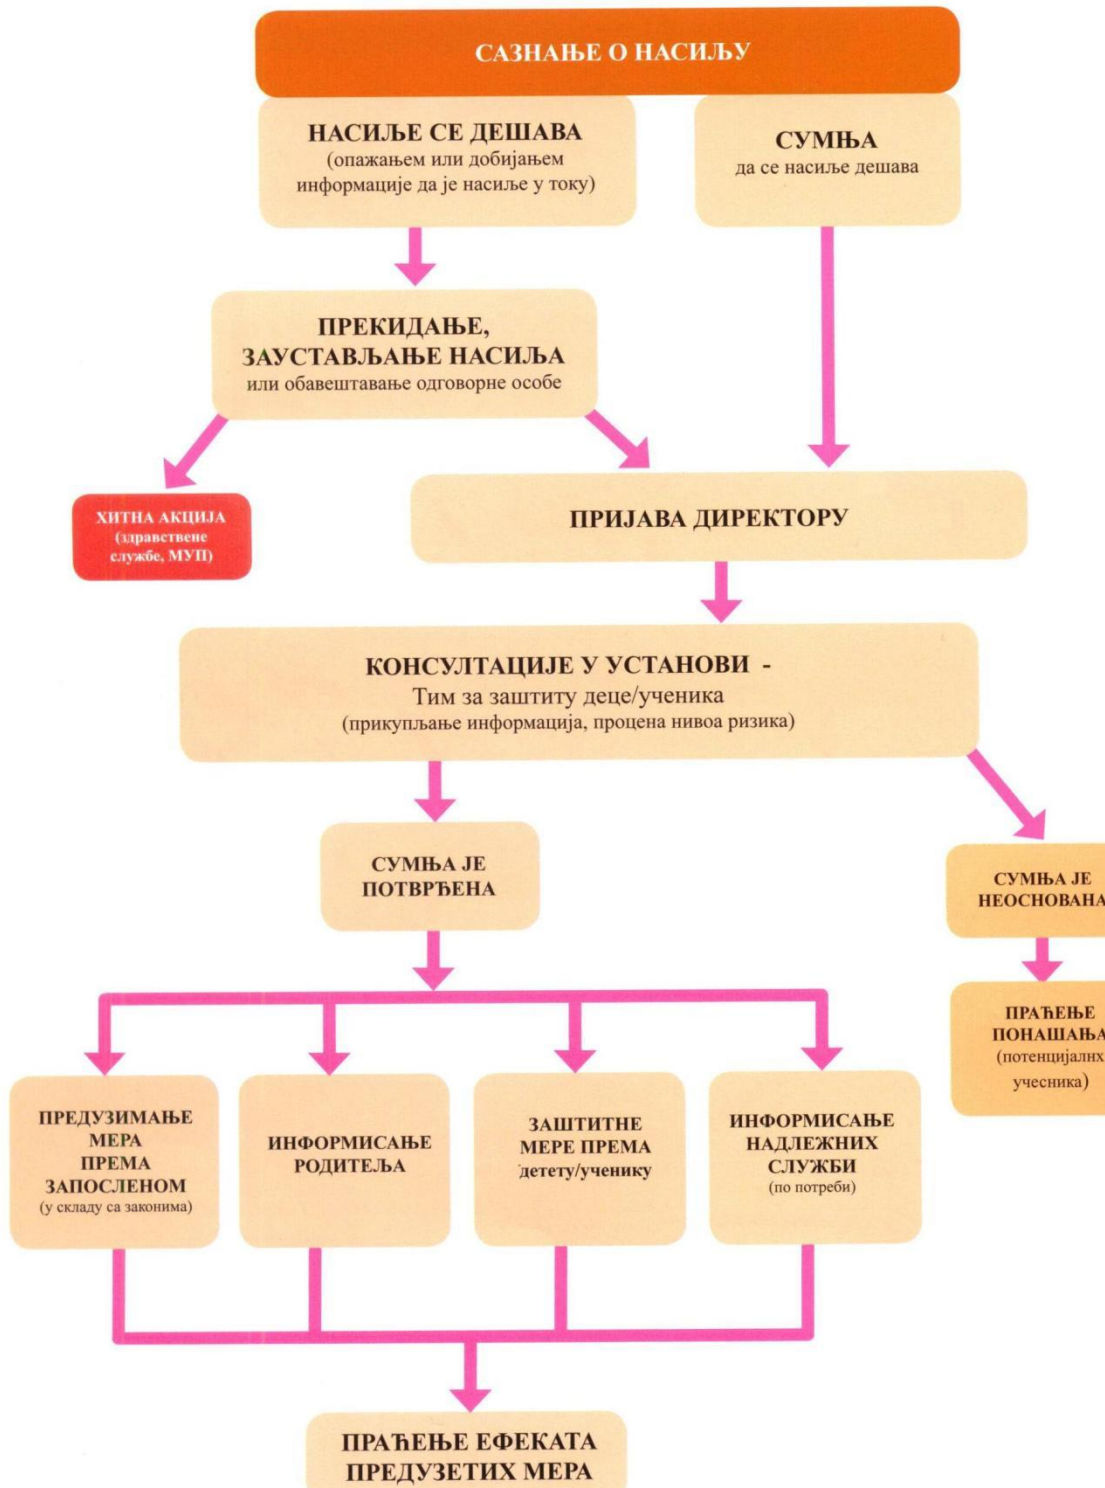 САЗНАЊЕ О НАСИЉУ
НАСИЉЕ СЕ ДЕШАВА
(опажањем или добијањем
информације да је насиље у току)
СУМЊА
да се насиље дешава
ПРЕКИДАЊЕ,
ЗАУСТАВЉАЊЕ НАСИЉА
или обавештавање одговорне особе
ХИТНА АКЦИЈА
(здравствене
службе, МУП)
ПРИЈАВА ДИРЕКТОРУ
КОНСУЛТАЦИЈЕ У УСТАНОВИ -
Тим за заштиту деце/ученика
(прикупљање информација, процена нивоа ризика)
СУМЊА ЈЕ
ПОТВРЂЕНА
СУМЊА ЈЕ
НЕОСНОВАНА
ПРАЋЕЊЕ
ПОНАШАЊА
(потенцијалнх
учесника)
ПРЕДУЗИМАЊЕ
МЕРА
ПРЕМА
ЗАПОСЛЕНОМ
(у складу са законима)
ИНФОРМИСАЊЕ
РОДИТЕЉА
ЗАШТИТНЕ
МЕРЕ ПРЕМА
детету/ученику
ИНФОРМИСАЊЕ
НАДЛЕЖНИХ
СЛУЖБИ
(по потреби)
ПРАЋЕЊЕ ЕФЕКАТА
ПРЕДУЗЕТИХ МЕРА